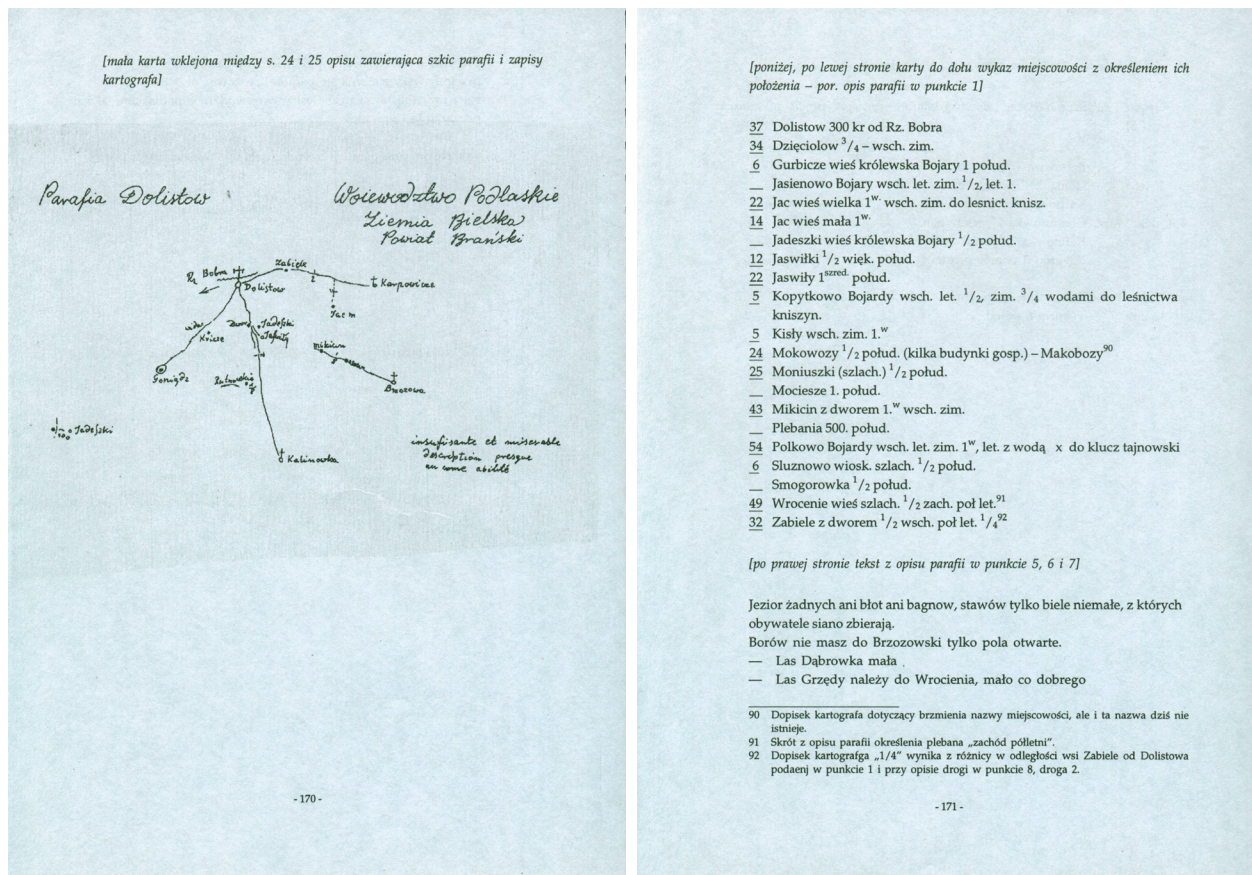 [mała karta wklejona między s. 24 i 25 opisu zawierająca szkic parafii i zapisy
kartografa]
Parafia Dolistow
Woiewodztwo Podlaskie
Ziemia Bielska
Powiat Brański
Rz. Bobra
Zabiele
Dolistow
Karpowicze
Jadeszki
Mikicin
Goniądz
Brzozowa
Jadeszki
Kalinowka
insufisante et miserable
description presque
- 170 -
[poniżej, po lewej stronie karty do dołu wykaz miejscowości z określeniem ich
położenia – por. opis parafii w punkcie 1]
37 Dolistow 300 kr od Rz. Bobra
34 Dzięciolow 3/4 – wsch. zim.
6 Gurbicze wieś królewska Bojary 1 połud.
__ Jasienowo Bojary wsch. let. zim. 1/2, let. 1.
22 Jac wieś wielka 1w. wsch. zim. do lesnict. knisz.
14 Jac wieś mała 1w.
__ Jadeszki wieś królewska Bojary 1/2 połud.
12 Jaswiłki 1/2 więk. połud.
22 Jaswiły 1szred. połud.
5 Kopytkowo Bojardy wsch. let. 1/2, zim. 3/4 wodami do leśnictwa
kniszyn.
5 Kisły wsch. zim. 1.w
24 Mokowozy 1/2 połud. (kilka budynki gosp.) – Makobozy90
25 Moniuszki (szlach.) 1/2 połud.
__ Mociesze 1. połud.
43 Mikicin z dworem 1.w wsch. zim.
__ Plebania 500. połud.
54 Polkowo Bojardy wsch. let. zim. 1w, let. z wodą x do klucz tajnowski
6 Sluznowo wiosk. szlach. 1/2 połud.
__ Smogorowka 1/2 połud.
49 Wrocenie wieś szlach. 1/2 zach. poł let.91
32 Zabiele z dworem 1/2 wsch. poł let. 1/492
[po prawej stronie tekst z opisu parafii w punkcie 5, 6 i 7]
Jezior żadnych ani błot ani bagnow, stawów tylko biele niemałe, z których
obywatele siano zbierają.
Borów nie masz do Brzozowski tylko pola otwarte.
— Las Dąbrowka mała
— Las Grzędy należy do Wrocienia, mało co dobrego
90 Dopisek kartografa dotyczący brzmienia nazwy miejscowości, ale i ta nazwa dziś nie
istnieje.
91 Skrót z opisu parafii określenia plebana „zachód półletni”.
92 Dopisek kartografga „1/4” wynika z różnicy w odległości wsi Zabiele od Dolistowa
podaenj w punkcie 1 i przy opisie drogi w punkcie 8, droga 2.
- 171 -